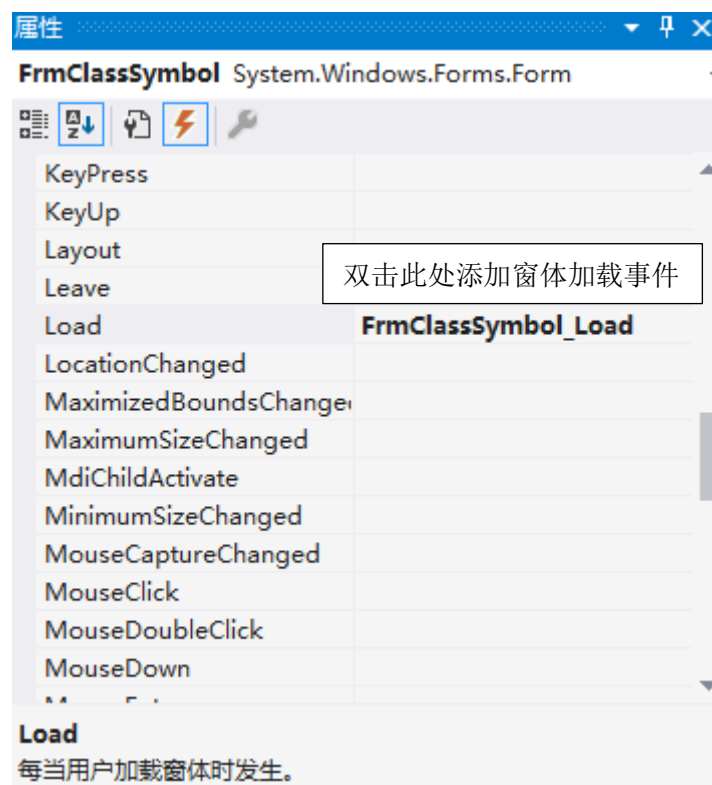 属性
FrmClassSymbol System.Windows.Forms.Form
KeyPress
KeyUp
Layout
双击此处添加窗体加载事件
Leave
Load FrmClassSymbol_Load
LocationChanged
MaximizedBoundsChange
MaximumSizeChanged
MdiChildActivate
MinimumSizeChanged
MouseCaptureChanged
MouseClick
MouseDoubleClick
MouseDown
Load
每当用户加载窗体时发生。